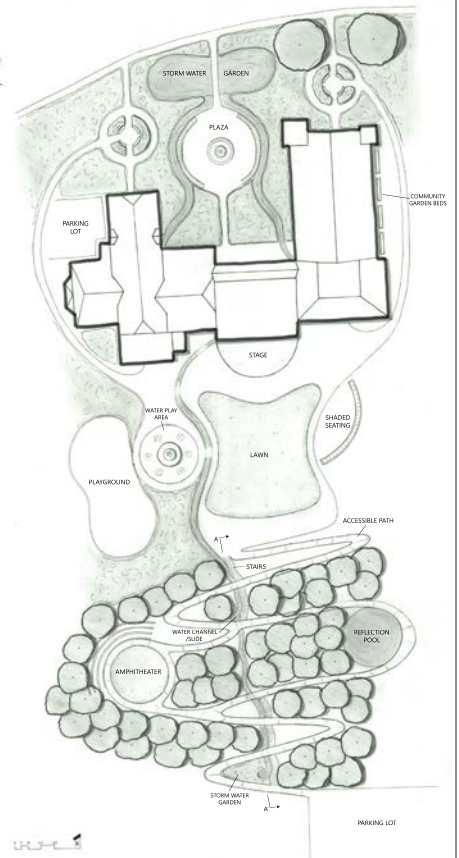 STORM WATER GARDEN
PLAZA
COMMUNITY
GARDEN BEDS
PARKING
LOT
STAGE
WATER PLAY
AREA
SHADED
SEATING
LAWN
PLAYGROUND
ACCESSIBLE PATH
A
STAIRS
WATER CHANNEL
/SLIDE
REFLECTION
POOL
AMPHITHEATER
STORM WATER
GARDEN
A'
PARKING LOT